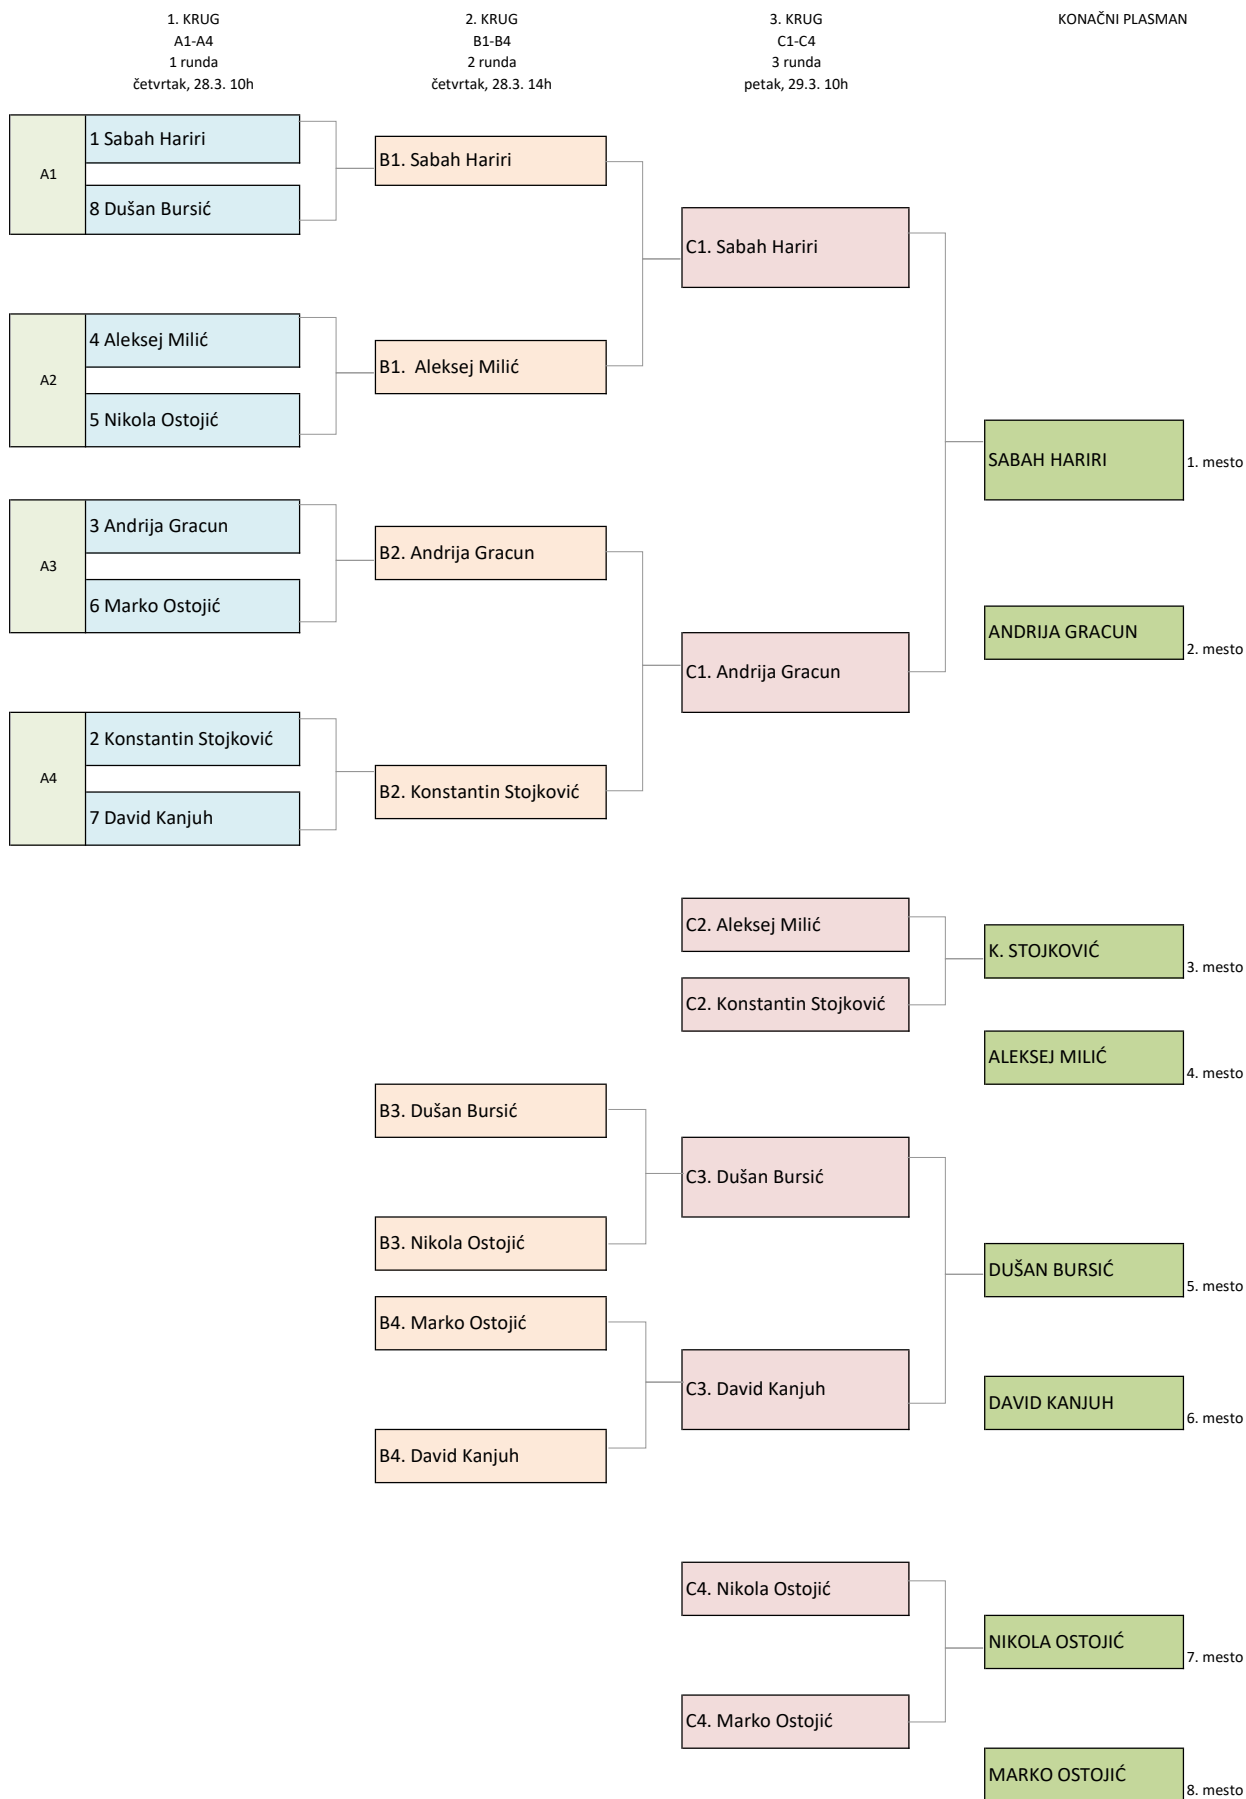 1. KRUG
A1-A4
1 runda
četvrtak, 28.3. 10h
2. KRUG
B1-B4
2 runda
četvrtak, 28.3. 14h
3. KRUG
C1-C4
3 runda
petak, 29.3. 10h
KONAČNI PLASMAN
A1
1 Sabah Hariri
8 Dušan Bursić
A2
4 Aleksej Milić
5 Nikola Ostojić
A3
3 Andrija Gracun
6 Marko Ostojić
A4
2 Konstantin Stojković
7 David Kanjuh
B1. Sabah Hariri
B1. Aleksej Milić
B2. Andrija Gracun
B2. Konstantin Stojković
B3. Dušan Bursić
B3. Nikola Ostojić
B4. Marko Ostojić
B4. David Kanjuh
C1. Sabah Hariri
C1. Andrija Gracun
C2. Aleksej Milić
C2. Konstantin Stojković
C3. Dušan Bursić
C3. David Kanjuh
C4. Nikola Ostojić
C4. Marko Ostojić
SABAH HARIRI 1. mesto
ANDRIJA GRACUN 2. mesto
K. STOJKOVIĆ 3. mesto
ALEKSEJ MILIĆ 4. mesto
DUŠAN BURSIĆ 5. mesto
DAVID KANJUH 6. mesto
NIKOLA OSTOJIĆ 7. mesto
MARKO OSTOJIĆ 8. mesto